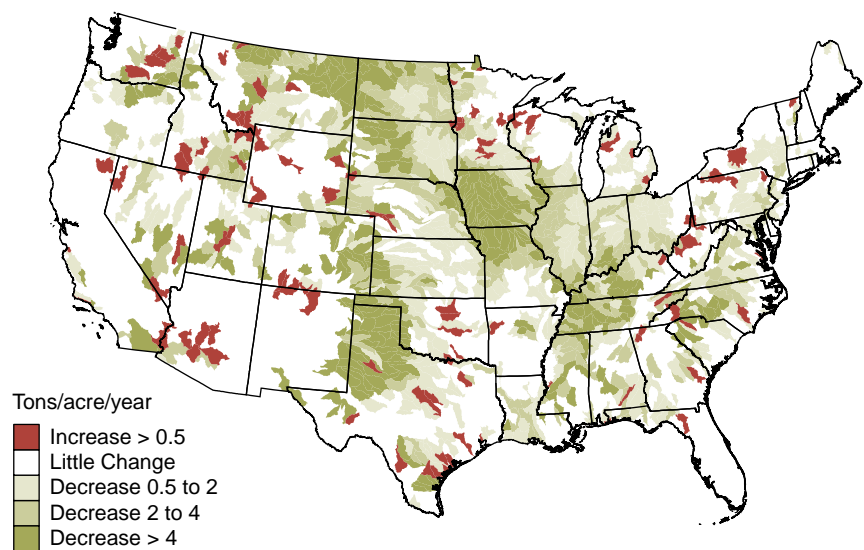 Tons/acre/year
Increase > 0.5
Little Change
Decrease 0.5 to 2
Decrease 2 to 4
Decrease > 4